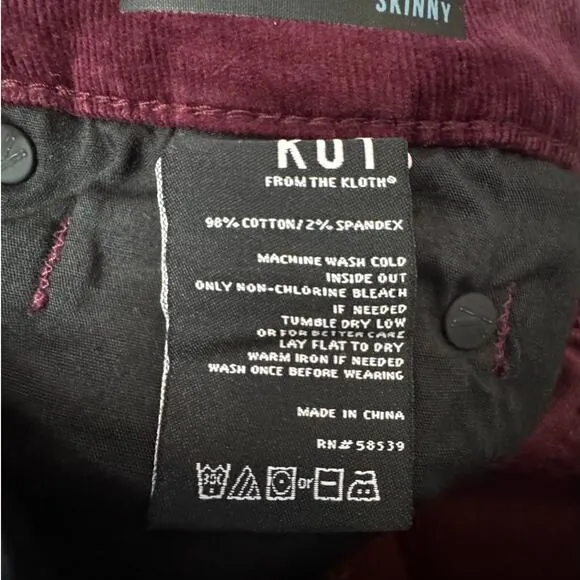 SKINNY
KUT
FROM THE KLOTH®
98% COTTON/2% SPANDEX
MACHINE WASH COLD
INSIDE OUT
ONLY NON-CHLORINE BLEACH
IF NEEDED
TUMBLE DRY LOW
OR FOR BETTER CARE
LAY FLAT TO DRY
WARM IRON IF NEEDED
WASH ONCE BEFORE WEARING
MADE IN CHINA
RN# 58539
30C or